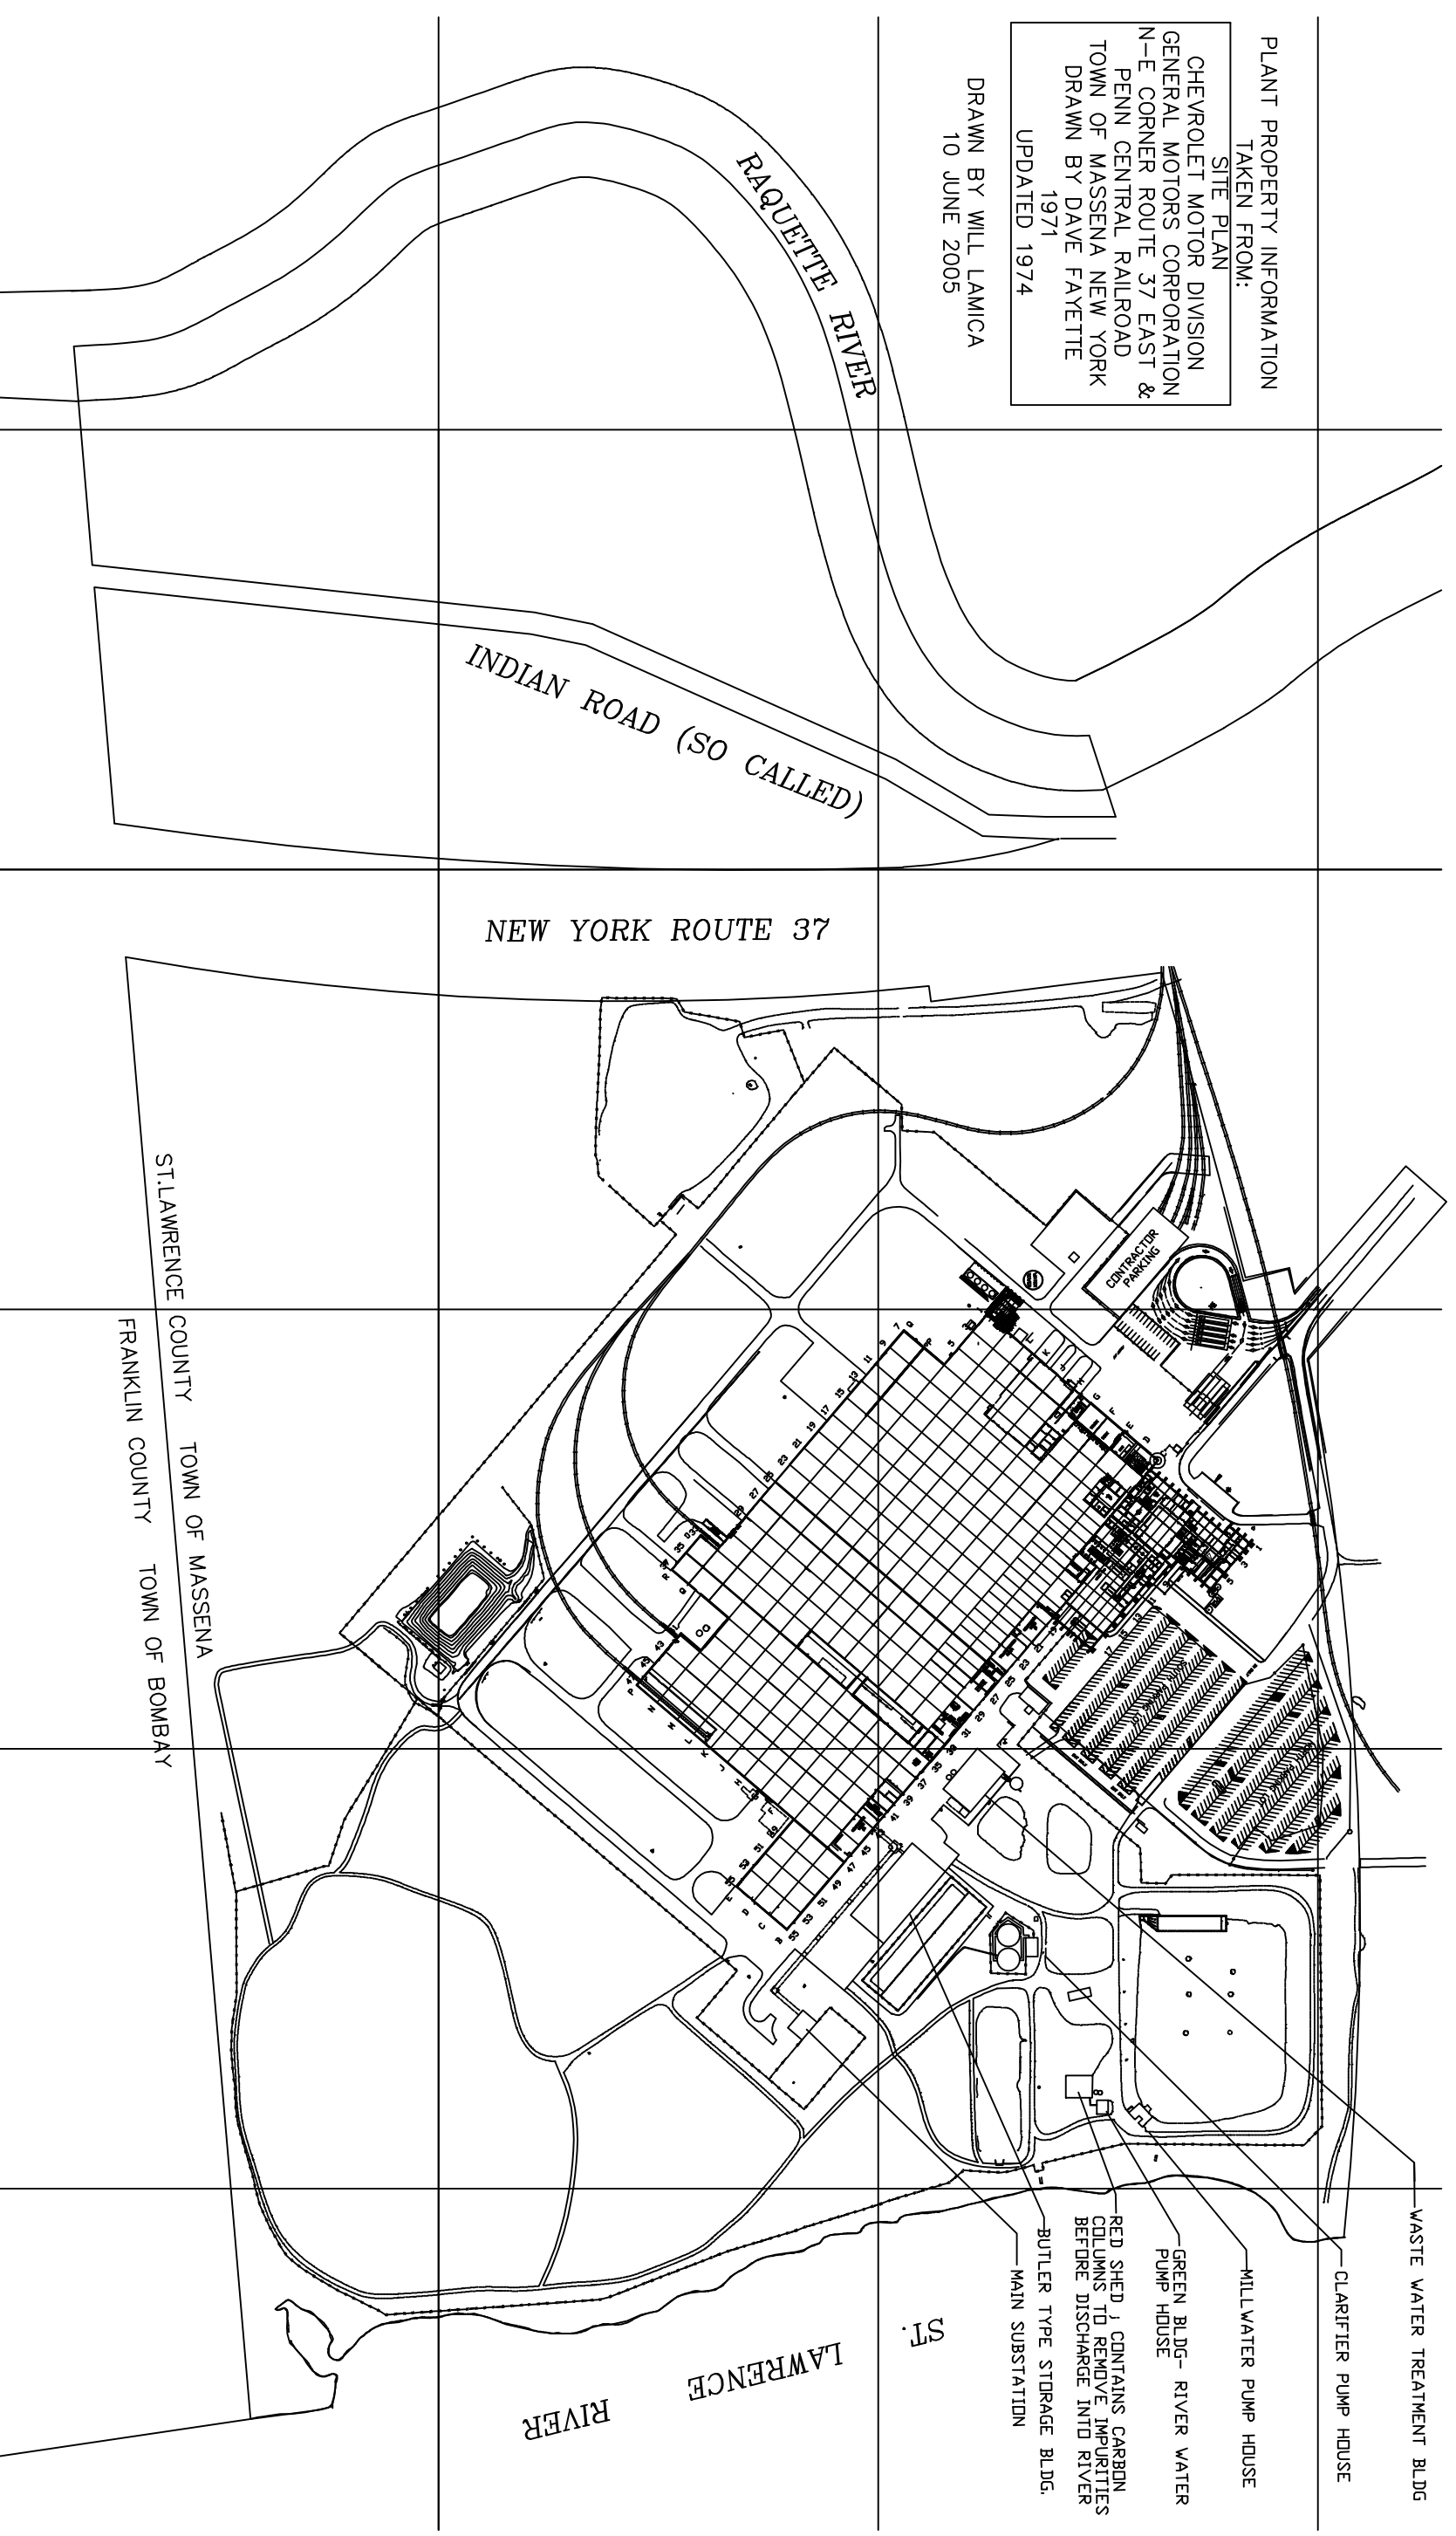 PLANT PROPERTY INFORMATION
TAKEN FROM:
SITE PLAN
CHEVROLET MOTOR DIVISION
GENERAL MOTORS CORPORATION
N-E CORNER ROUTE 37 EAST &
PENN CENTRAL RAILROAD
TOWN OF MASSENA NEW YORK
DRAWN BY DAVE FAYETTE
1971
UPDATED 1974
DRAWN BY WILL LAMICA
10 JUNE 2005
RAQUETTE RIVER
INDIAN ROAD (SO CALLED)
NEW YORK ROUTE 37
CONTRACTOR
PARKING
ST.LAWRENCE COUNTY TOWN OF MASSENA
FRANKLIN COUNTY TOWN OF BOMBAY
WASTE WATER TREATMENT BLDG
CLARIFIER PUMP HOUSE
MILLWATER PUMP HOUSE
GREEN BLDG- RIVER WATER
PUMP HOUSE
RED SHED ; CONTAINS CARBON
COLUMNS TO REMOVE IMPURITIES
BEFORE DISCHARGE INTO RIVER
BUTLER TYPE STORAGE BLDG.
MAIN SUBSTATION
ST. LAWRENCE RIVER